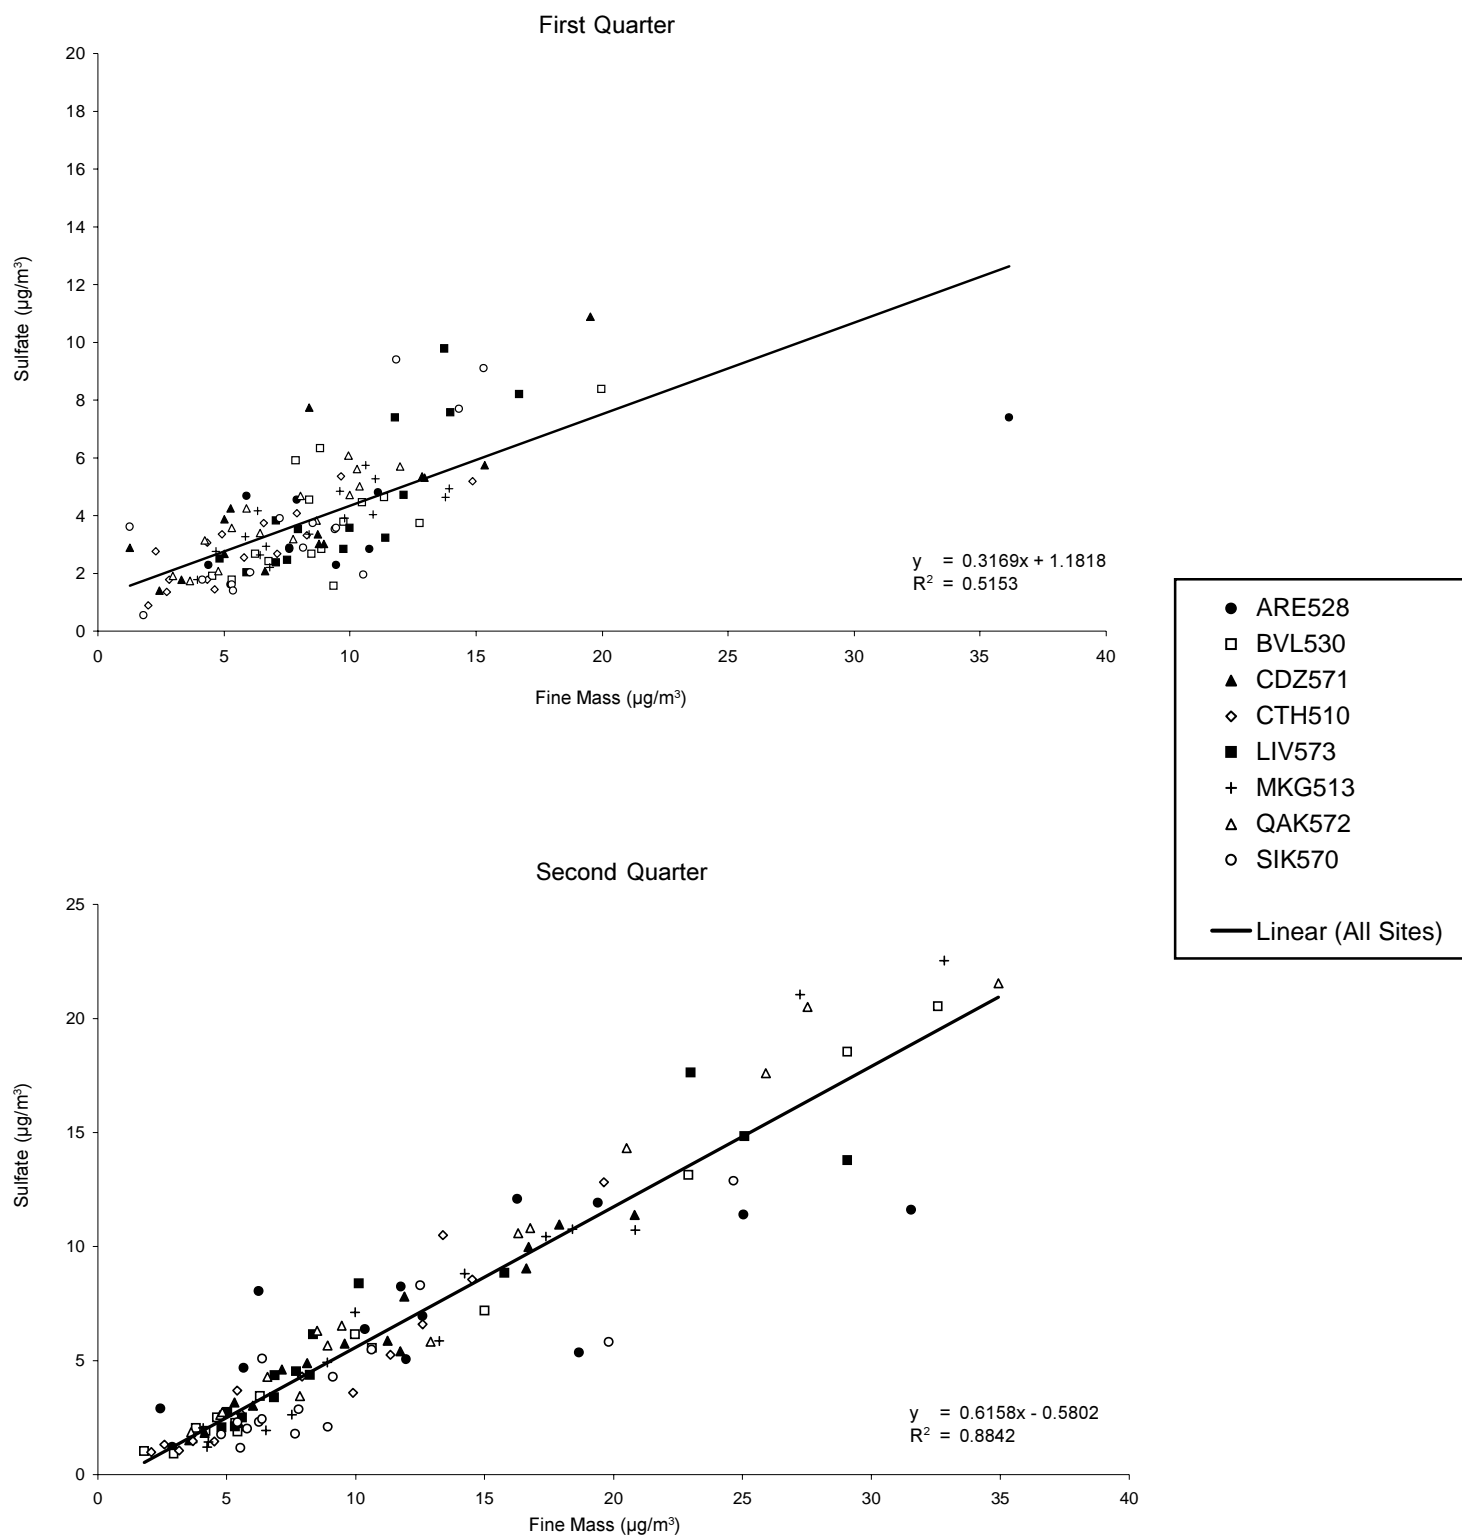 First Quarter
20
18
16
14
12
10
8
6
4
2
0
Sulfate (µg/m³)
y = 0.3169x + 1.1818
R² = 0.5153
0 5 10 15 20 25 30 35 40
Fine Mass (µg/m³)
ARE528
BVL530
CDZ571
CTH510
LIV573
MKG513
QAK572
SIK570
Linear (All Sites)
Second Quarter
25
20
15
10
5
0
Sulfate (µg/m³)
y = 0.6158x - 0.5802
R² = 0.8842
0 5 10 15 20 25 30 35 40
Fine Mass (µg/m³)